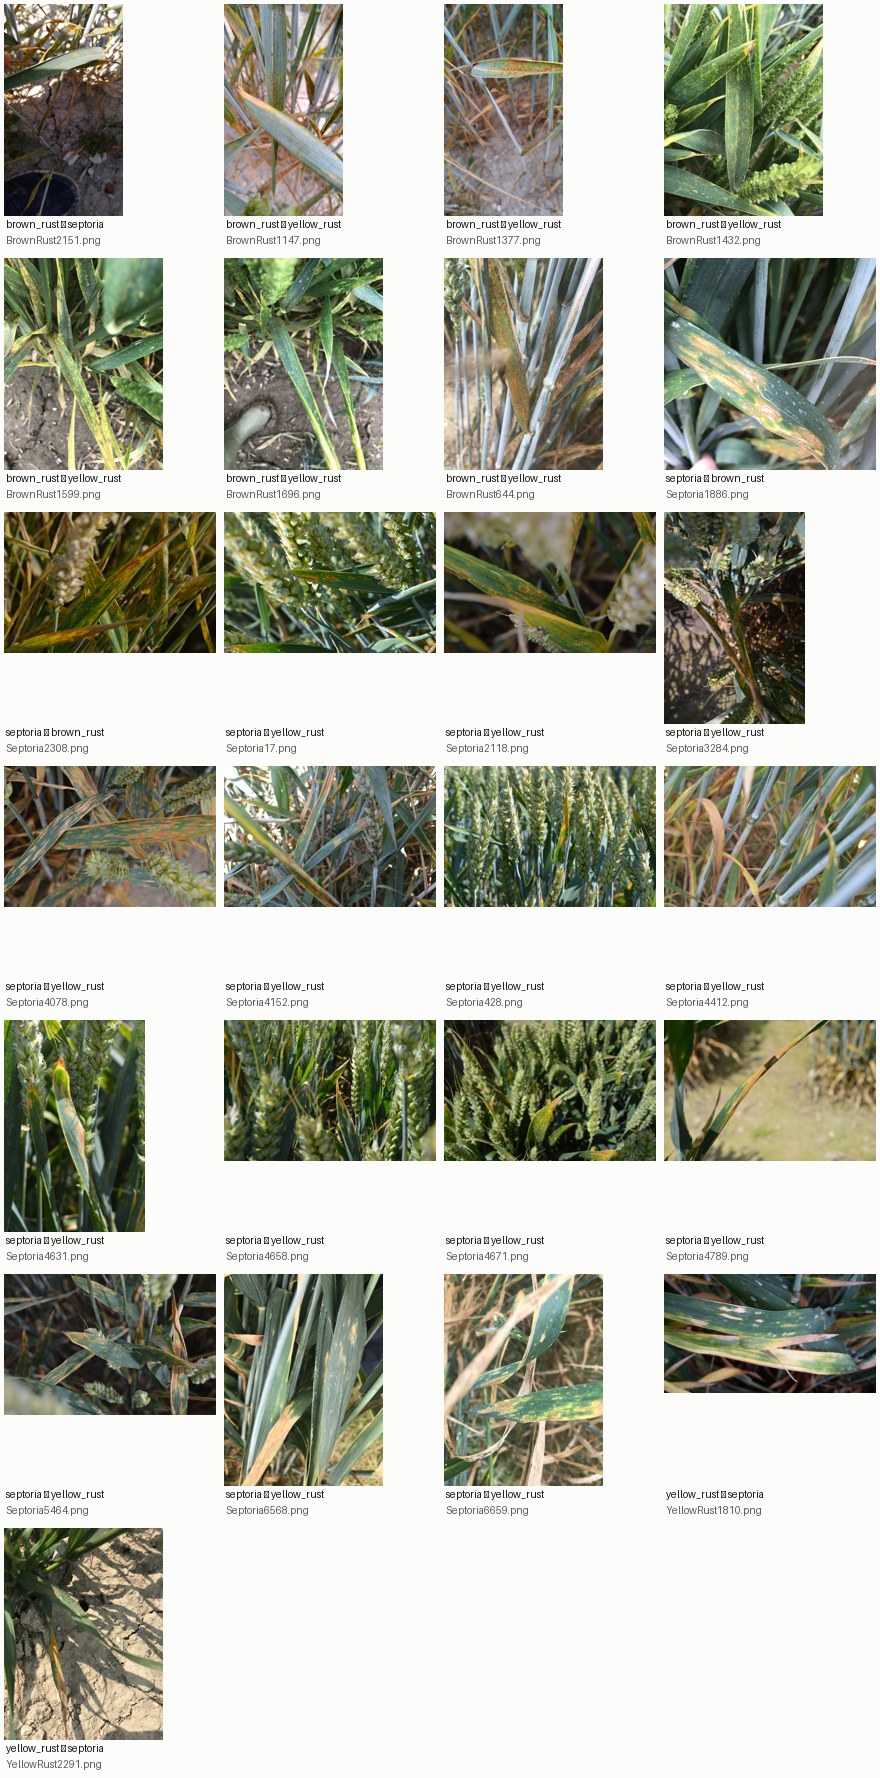 brown_rust septoria
BrownRust2151.png
brown_rust yellow_rust
BrownRust1147.png
brown_rust yellow_rust
BrownRust1377.png
brown_rust yellow_rust
BrownRust1432.png
brown_rust yellow_rust
BrownRust1599.png
brown_rust yellow_rust
BrownRust1696.png
brown_rust yellow_rust
BrownRust644.png
septoria brown_rust
Septoria1886.png
septoria brown_rust
Septoria2308.png
septoria yellow_rust
Septoria17.png
septoria yellow_rust
Septoria2118.png
septoria yellow_rust
Septoria3284.png
septoria yellow_rust
Septoria4078.png
septoria yellow_rust
Septoria4152.png
septoria yellow_rust
Septoria428.png
septoria yellow_rust
Septoria4412.png
septoria yellow_rust
Septoria4631.png
septoria yellow_rust
Septoria4658.png
septoria yellow_rust
Septoria4671.png
septoria yellow_rust
Septoria4789.png
septoria yellow_rust
Septoria5464.png
septoria yellow_rust
Septoria6568.png
septoria yellow_rust
Septoria6659.png
yellow_rust septoria
YellowRust1810.png
yellow_rust septoria
YellowRust2291.png